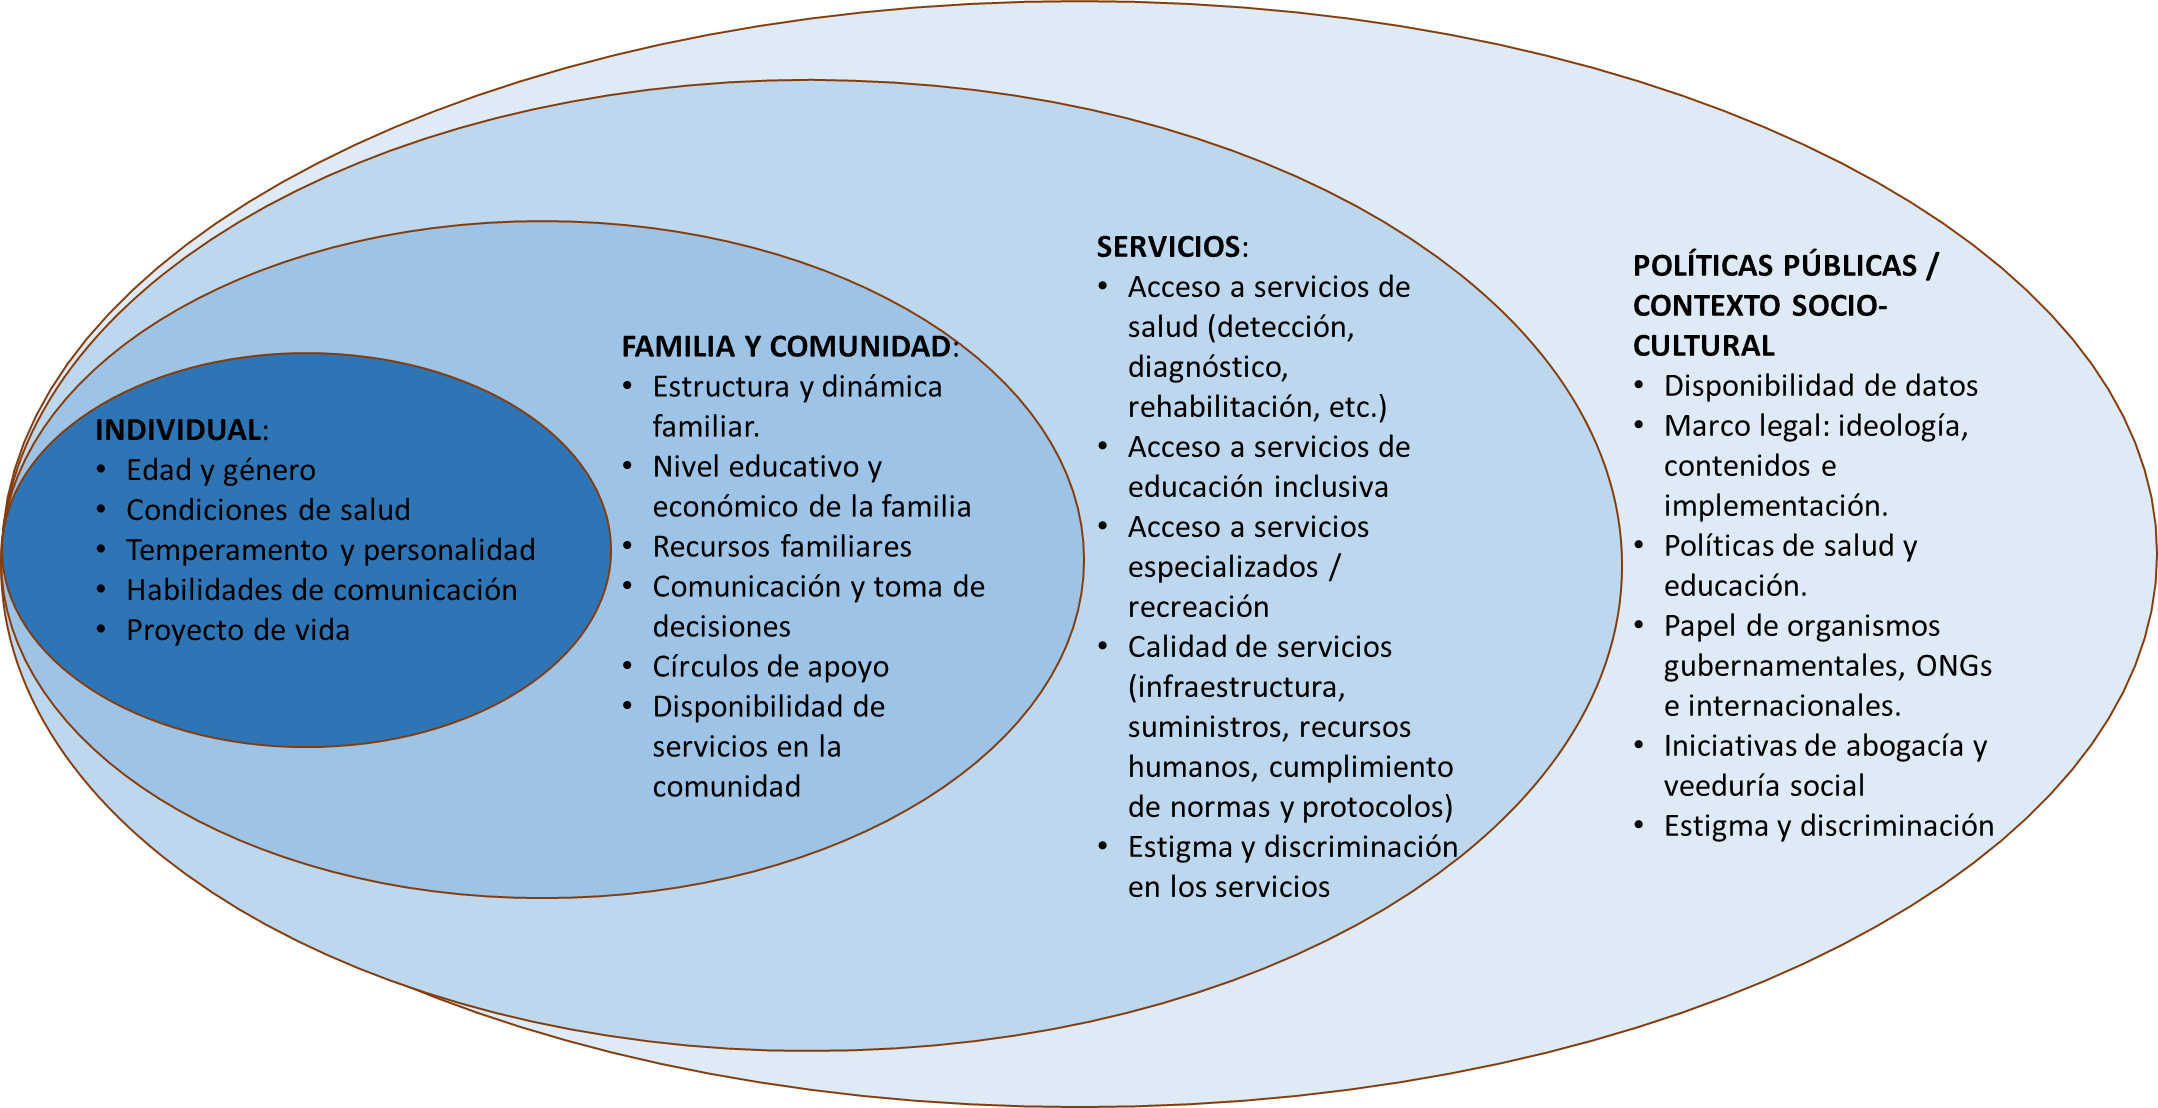 INDIVIDUAL:
• Edad y género
• Condiciones de salud
• Temperamento y personalidad
• Habilidades de comunicación
• Proyecto de vida
FAMILIA Y COMUNIDAD:
• Estructura y dinámica
familiar.
• Nivel educativo y
económico de la familia
• Recursos familiares
• Comunicación y toma de
decisiones
• Círculos de apoyo
• Disponibilidad de
servicios en la
comunidad
SERVICIOS:
• Acceso a servicios de
salud (detección,
diagnóstico,
rehabilitación, etc.)
• Acceso a servicios de
educación inclusiva
• Acceso a servicios
especializados /
recreación
• Calidad de servicios
(infraestructura,
suministros, recursos
humanos, cumplimiento
de normas y protocolos)
• Estigma y discriminación
en los servicios
POLÍTICAS PÚBLICAS /
CONTEXTO SOCIO-
CULTURAL
• Disponibilidad de datos
• Marco legal: ideología,
contenidos e
implementación.
• Políticas de salud y
educación.
• Papel de organismos
gubernamentales, ONGs
e internacionales.
• Iniciativas de abogacía y
veeduría social
• Estigma y discriminación